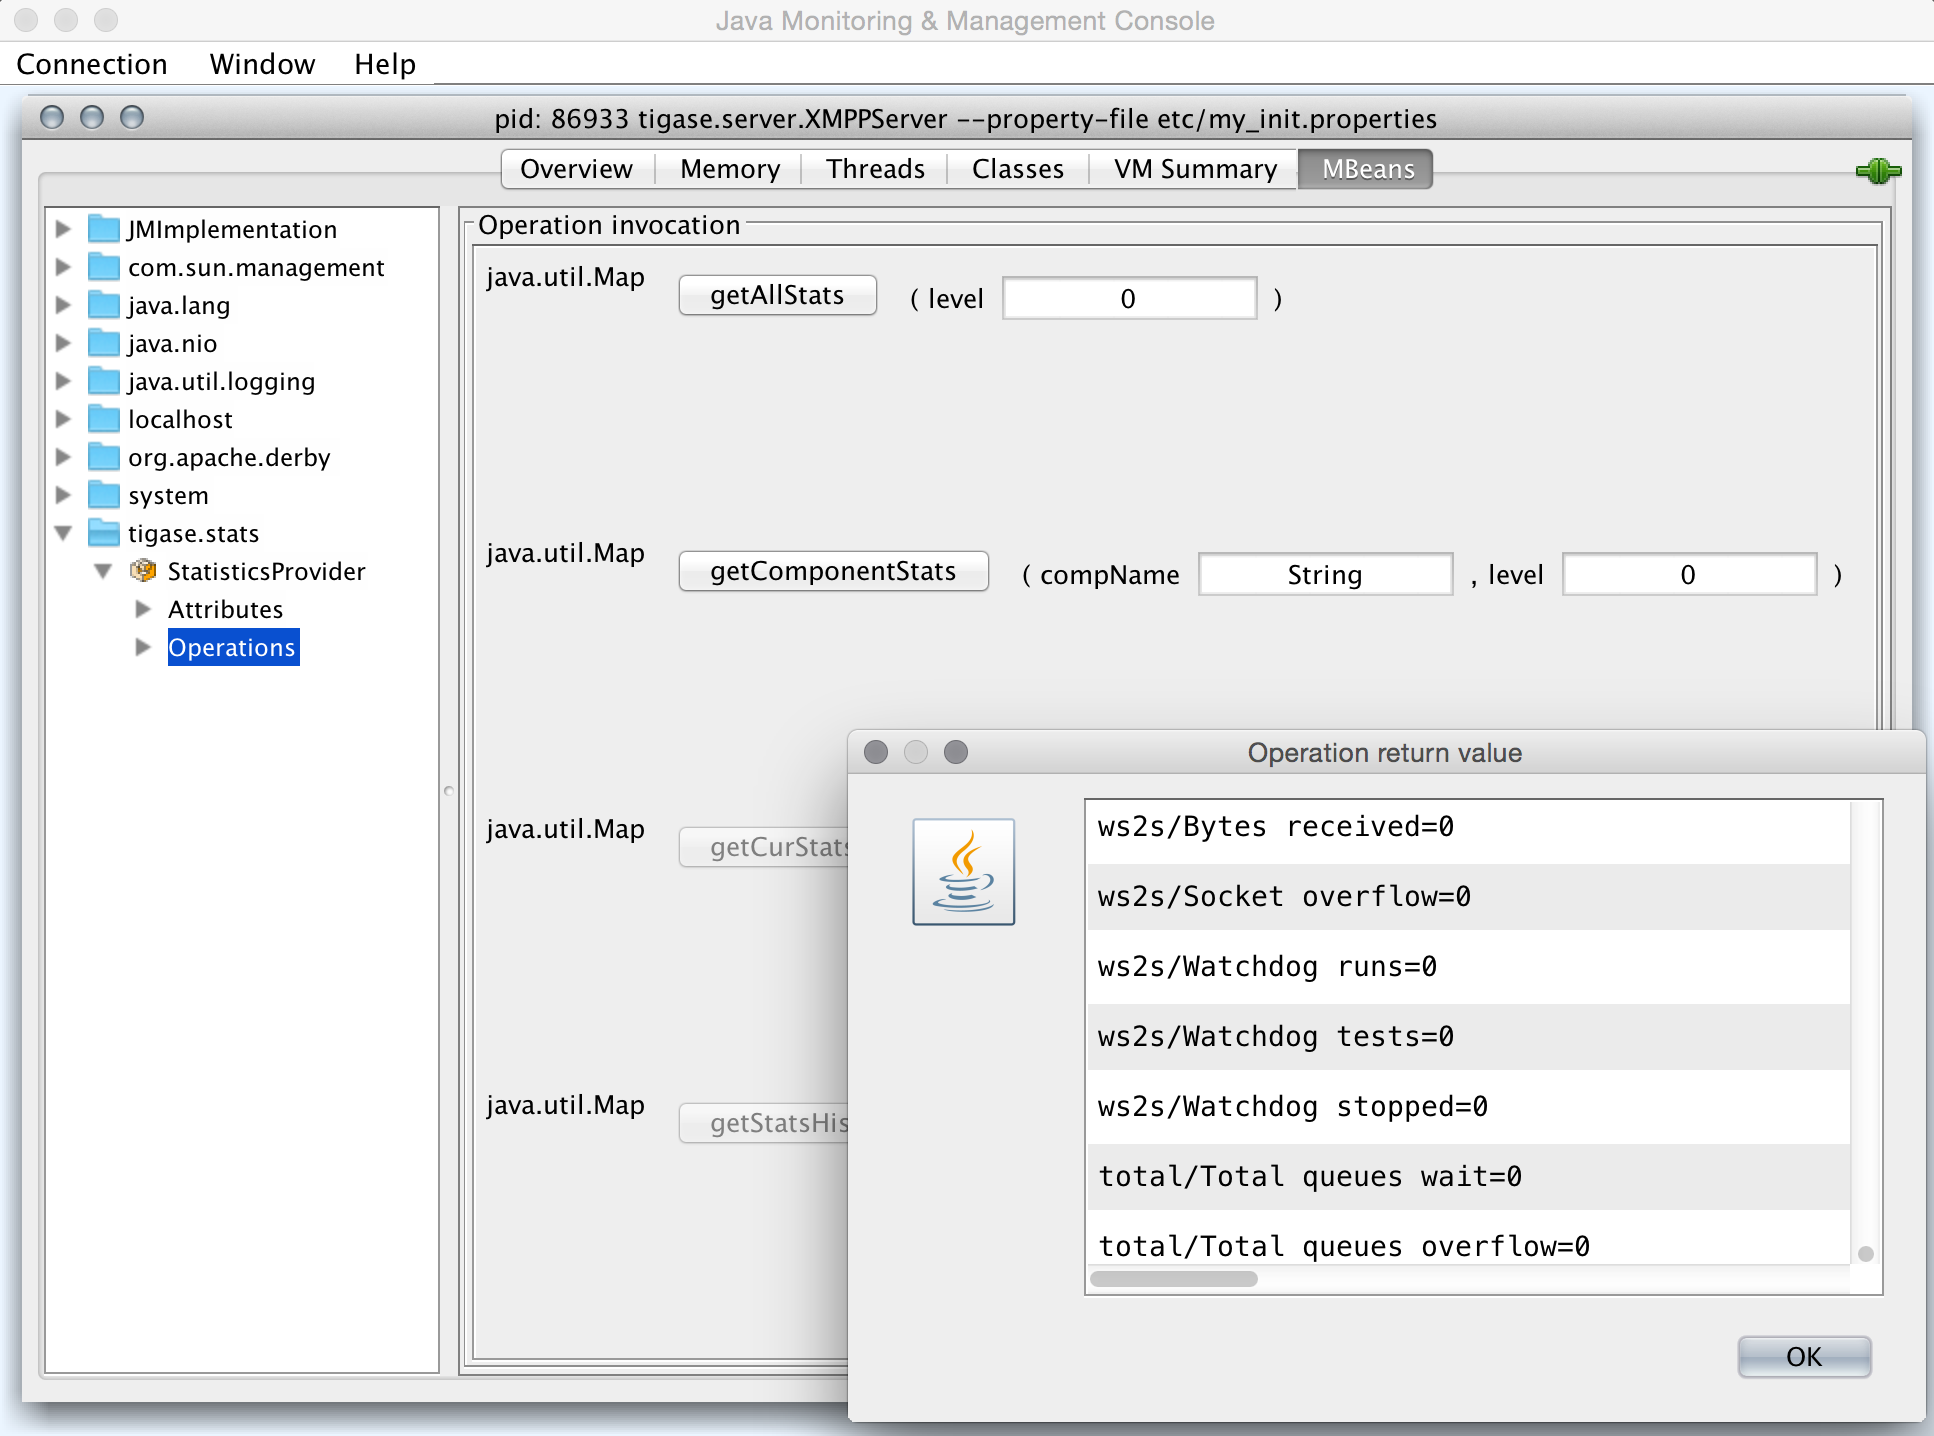 Java Monitoring & Management Console
Connection Window Help
pid: 86933 tigase.server.XMPPServer --property-file etc/my_init.properties
Overview Memory Threads Classes VM Summary MBeans
JMImplementation
com.sun.management
java.lang
java.nio
java.util.logging
localhost
org.apache.derby
system
tigase.stats
StatisticsProvider
Attributes
Operations
Operation invocation
java.util.Map getAllStats ( level 0 )
java.util.Map getComponentStats ( compName String , level 0 )
java.util.Map getCurStats
java.util.Map getStatsHis
Operation return value
ws2s/Bytes received=0
ws2s/Socket overflow=0
ws2s/Watchdog runs=0
ws2s/Watchdog tests=0
ws2s/Watchdog stopped=0
total/Total queues wait=0
total/Total queues overflow=0
OK